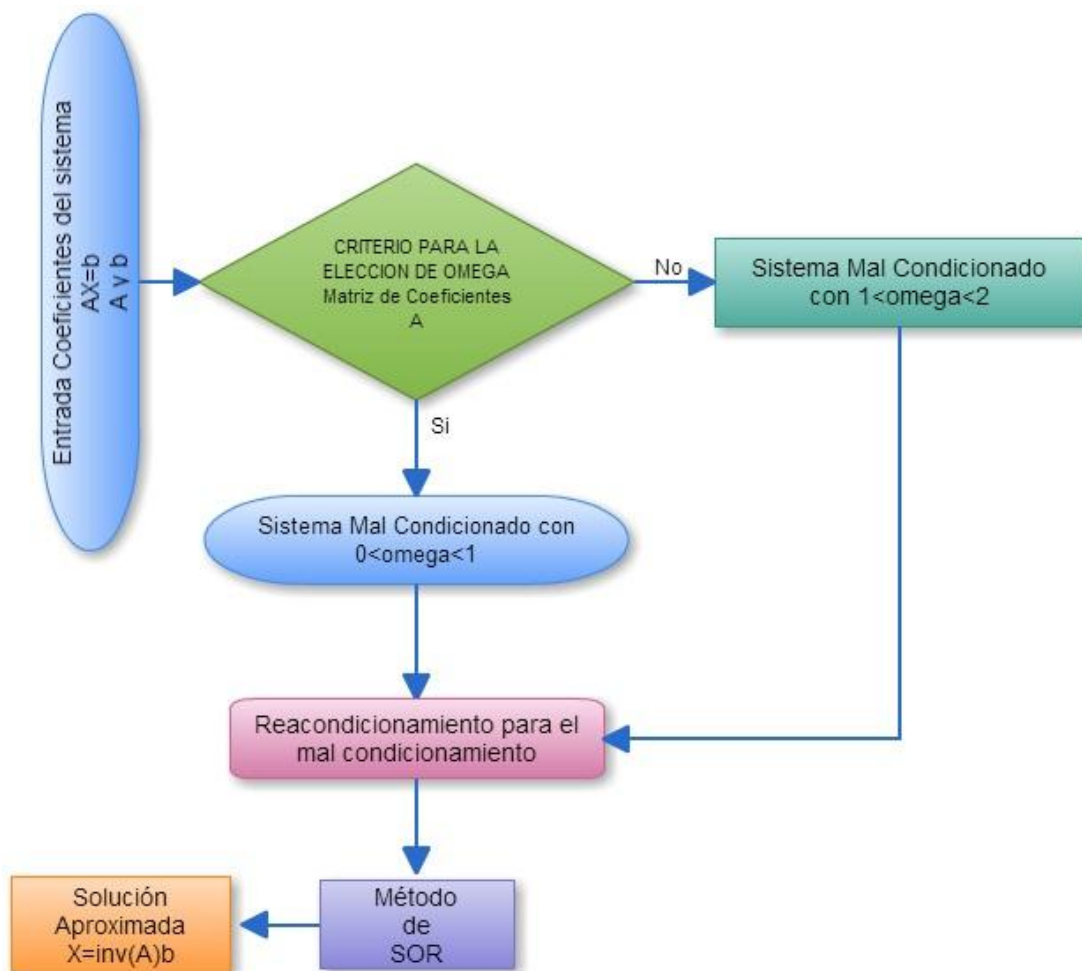 Entrada Coeficientes del sistema
AX=b
A y b
CRITERIO PARA LA
ELECCION DE OMEGA
Matriz de Coeficientes
A
No
Sistema Mal Condicionado
con 1<omega<2
Si
Sistema Mal Condicionado con
0<omega<1
Reacondicionamiento para el
mal condicionamiento
Método
de
SOR
Solución
Aproximada
X=inv(A)b